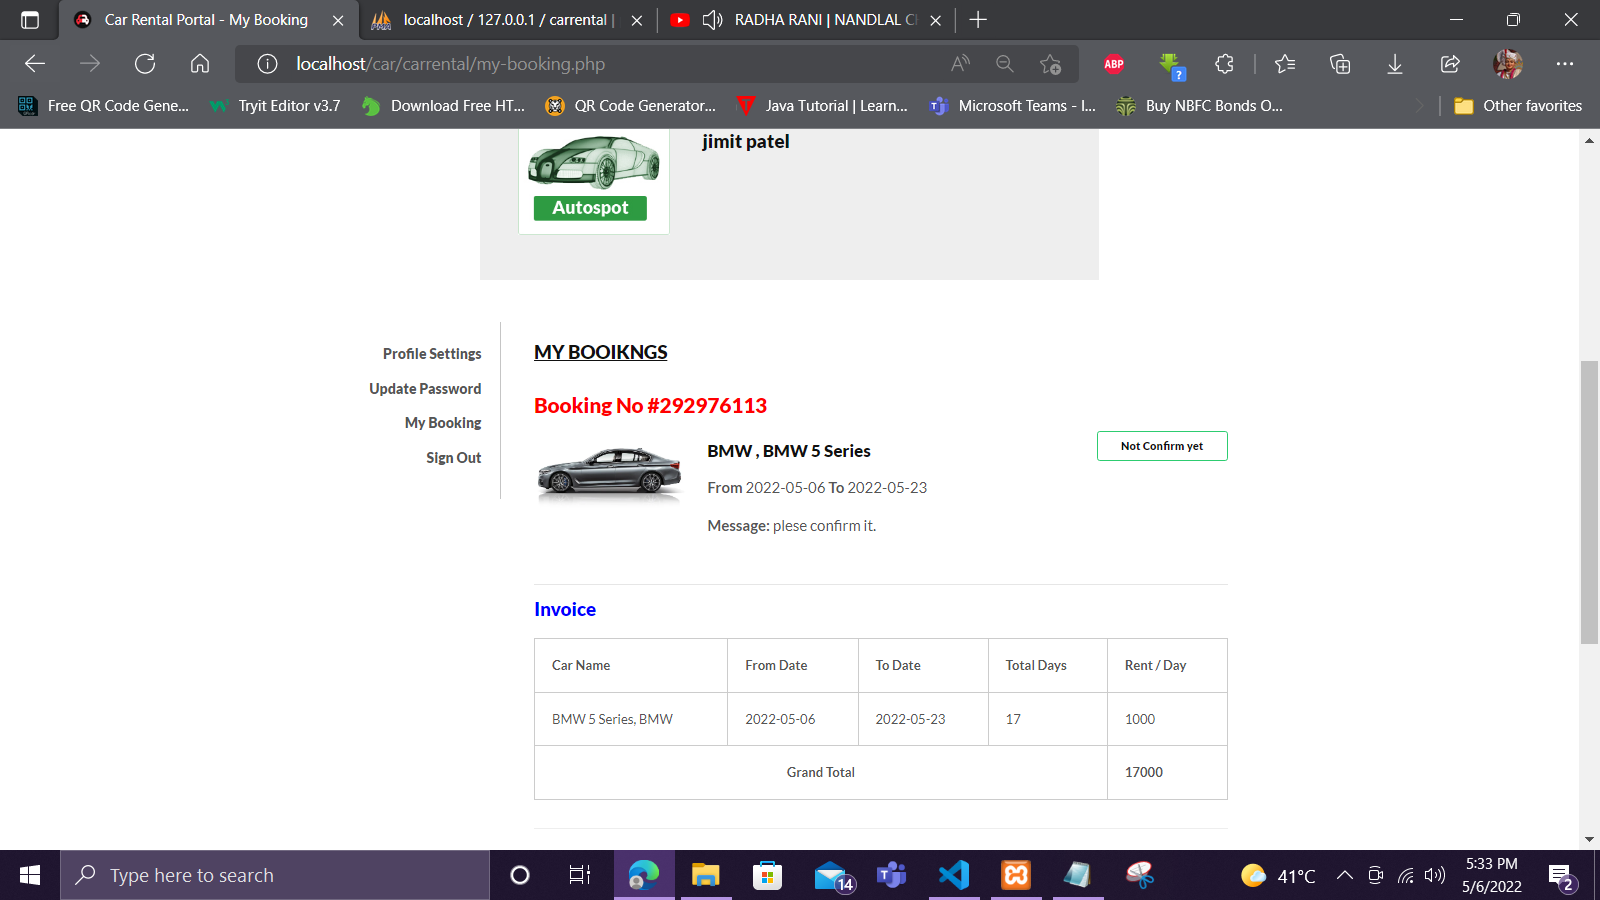 Car Rental Portal - My Booking
localhost / 127.0.0.1 / carrental |
RADHA RANI | NANDLAL
localhost/car/carrental/my-booking.php
ABP
Free QR Code Gene...
Tryit Editor v3.7
Download Free HT...
QR Code Generator...
Java Tutorial | Learn...
Microsoft Teams - I...
Buy NBFC Bonds O...
Other favorites
jimit patel
Autospot
Profile Settings
Update Password
My Booking
Sign Out
MY BOOIKNGS
Booking No #292976113
BMW , BMW 5 Series
Not Confirm yet
From 2022-05-06 To 2022-05-23
Message: plese confirm it.
Invoice
Car Name From Date To Date Total Days Rent / Day
BMW 5 Series, BMW 2022-05-06 2022-05-23 17 1000
Grand Total 17000
Type here to search
14
41°C
5:33 PM
5/6/2022
2